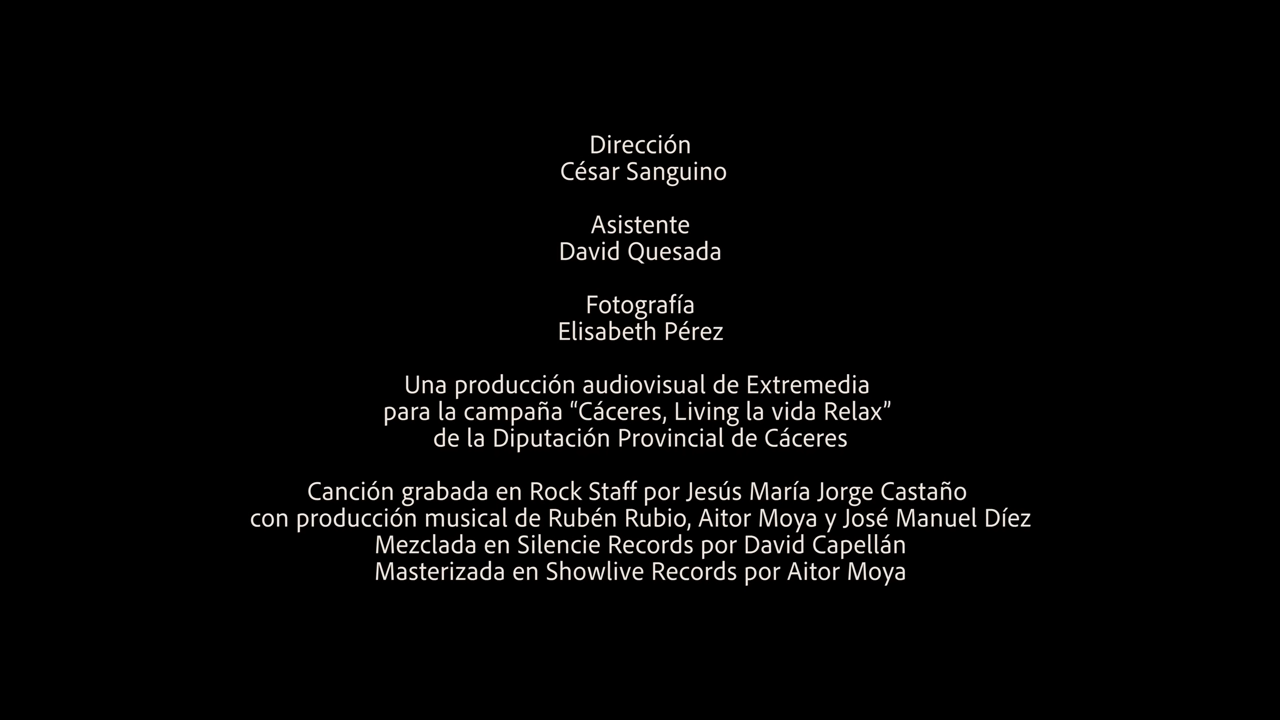 Dirección
César Sanguino
Asistente
David Quesada
Fotografía
Elisabeth Pérez
Una producción audiovisual de Extremedia
para la campaña “Cáceres, Living la vida Relax”
de la Diputación Provincial de Cáceres
Canción grabada en Rock Staff por Jesús María Jorge Castaño
con producción musical de Rubén Rubio, Aitor Moya y José Manuel Díez
Mezclada en Silencie Records por David Capellán
Masterizada en Showlive Records por Aitor Moya